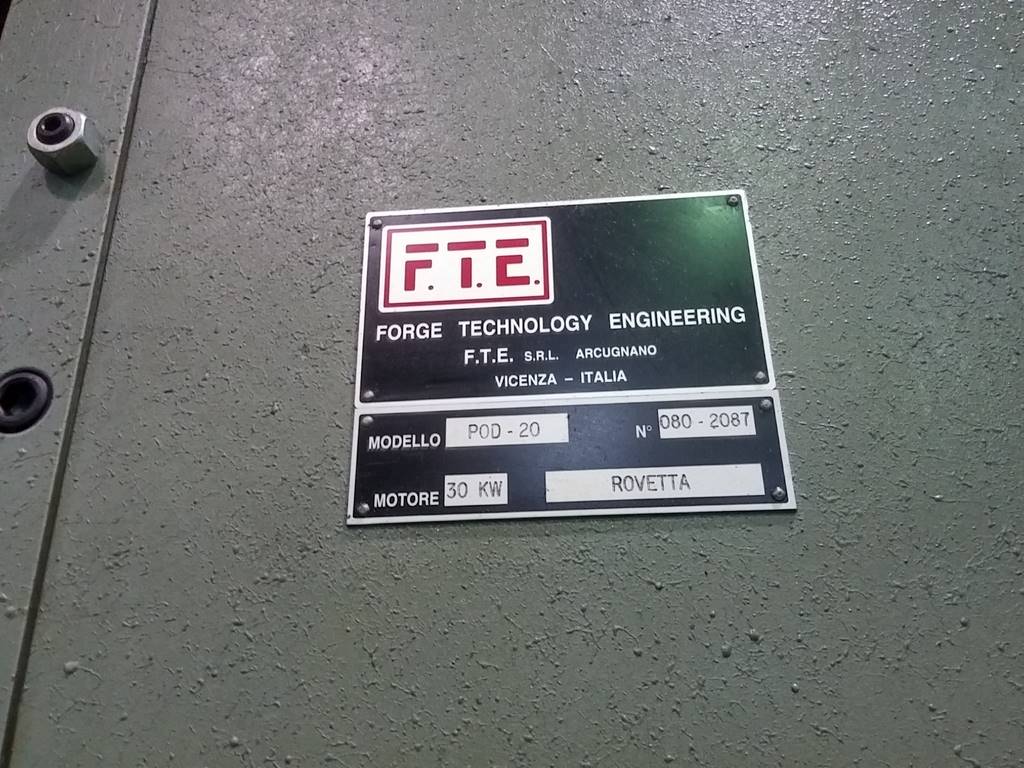 F.T.E.
FORGE TECHNOLOGY ENGINEERING
F.T.E. S.R.L. ARCUGNANO
VICENZA – ITALIA
MODELLO POD - 20 N° 080 - 2087
MOTORE 30 KW ROVETTA